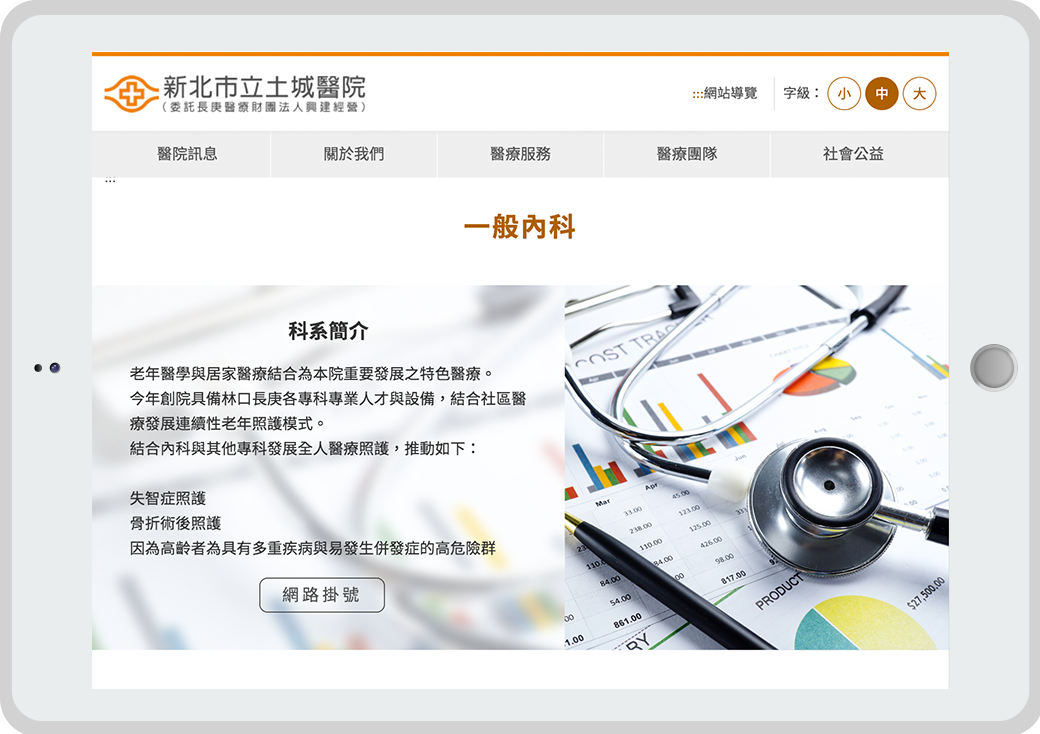 新北市立土城醫院
(委託長庚醫療財團法人興建經營)
:::網站導覽
字級：
小
中
大
醫院訊息
關於我們
醫療服務
醫療團隊
社會公益
:::
一般內科
科系簡介
老年醫學與居家醫療結合為本院重要發展之特色醫療。
今年創院具備林口長庚各專科專業人才與設備，結合社區醫
療發展連續性老年照護模式。
結合內科與其他專科發展全人醫療照護，推動如下：
失智症照護
骨折術後照護
因為高齡者為具有多重疾病與易發生併發症的高危險群
網路掛號
COST TRAC
Jun
Mar
Apr
45.00
33.00
123.00
238.00
125.00
110.00
426.00
84.00
98.00
817.00
54.00
861.00
PRODUCT
$27,500.00